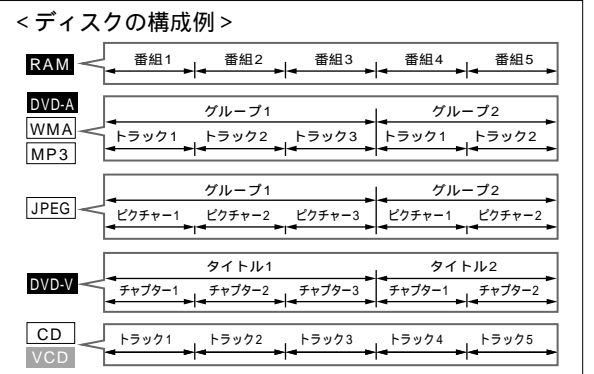 <ディスクの構成例>
RAM
番組1 番組2 番組3 番組4 番組5
DVD-A
WMA
MP3
グループ1 グループ2
トラック1 トラック2 トラック3 トラック1 トラック2
JPEG
グループ1 グループ2
ピクチャー1 ピクチャー2 ピクチャー3 ピクチャー1 ピクチャー2
DVD-V
タイトル1 タイトル2
チャプター1 チャプター2 チャプター3 チャプター1 チャプター2
CD
VCD
トラック1 トラック2 トラック3 トラック4 トラック5